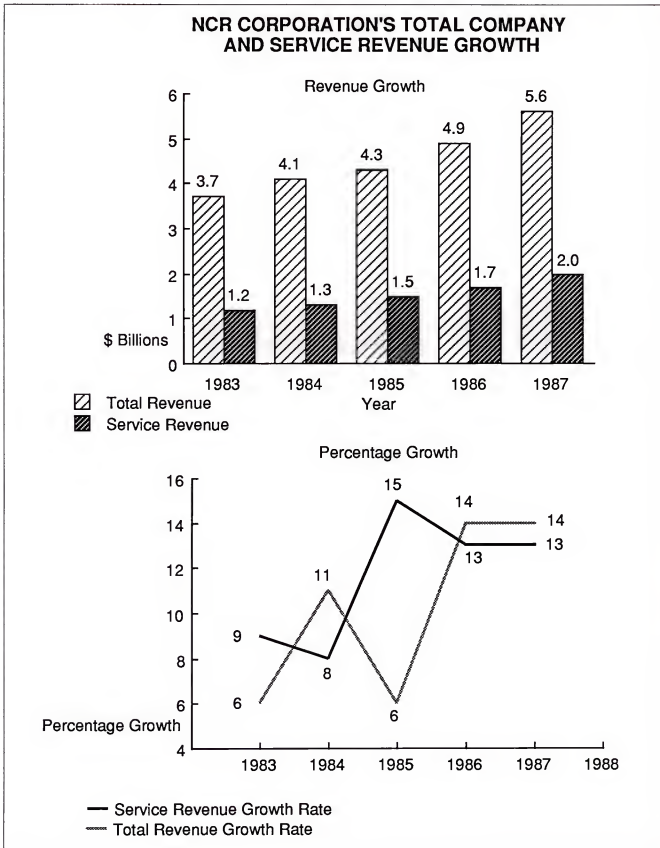 NCR CORPORATION'S TOTAL COMPANY
AND SERVICE REVENUE GROWTH
Revenue Growth
6
5
4
3
2
1
0
$ Billions
3.7
1.2
4.1
1.3
4.3
1.5
4.9
1.7
5.6
2.0
1983 1984 1985 1986 1987
Year
Total Revenue
Service Revenue
Percentage Growth
16
14
12
10
8
6
4
Percentage Growth
9
6
11
8
15
6
14
13
14
13
1983 1984 1985 1986 1987 1988
Service Revenue Growth Rate
Total Revenue Growth Rate